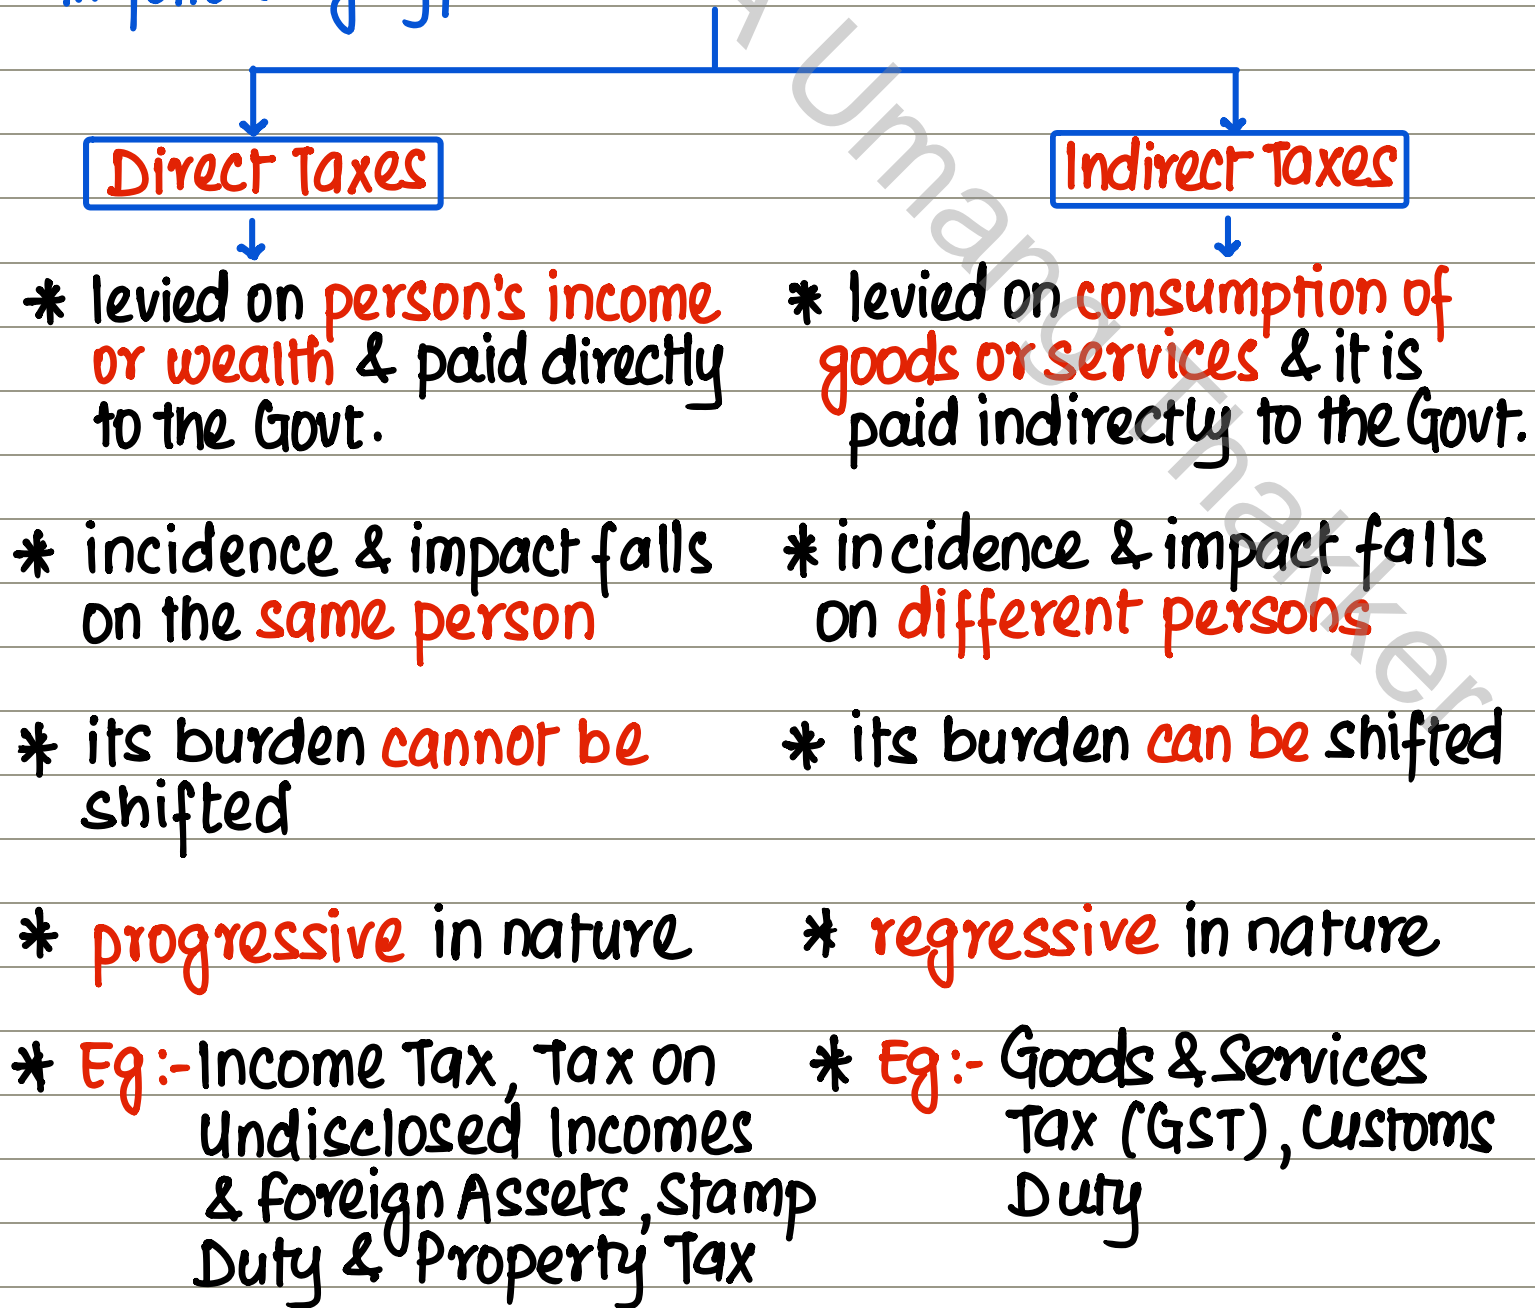 Direct Taxes
* levied on person's income
or wealth & paid directly
to the Govt.
* incidence & impact falls
on the same person
* its burden cannot be
shifted
* progressive in nature
* Eg:- Income Tax, Tax on
Undisclosed Incomes
& foreign Assets, Stamp
Duty & Property Tax
Indirect Taxes
* levied on consumption of
goods or services & it is
paid indirectly to the Govt.
* incidence & impact falls
on different persons
* its burden can be shifted
* regressive in nature
* Eg:- Goods & Services
Tax (GST), Customs
Duty
A Umang Thakker